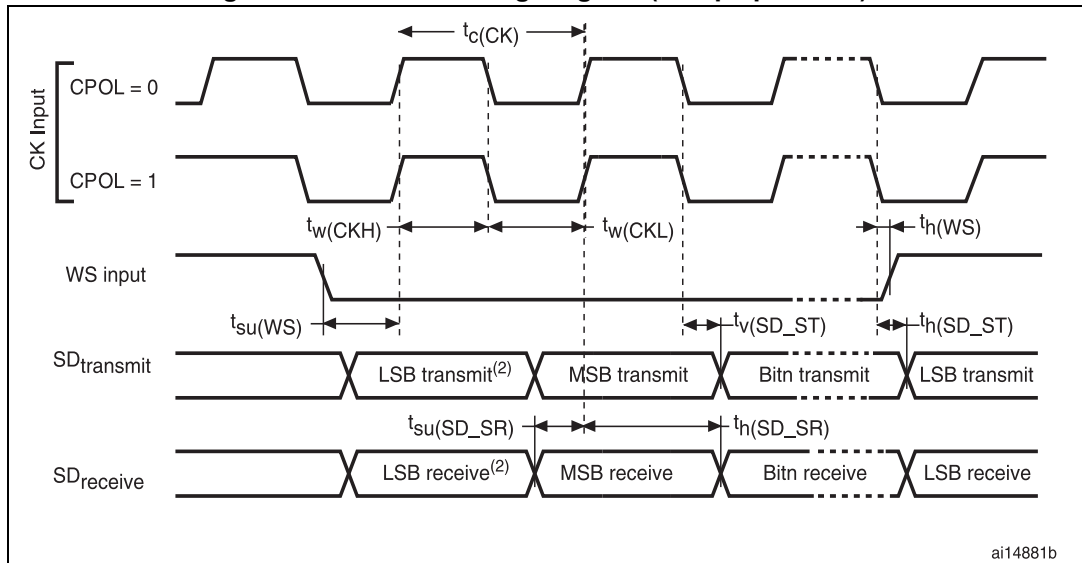 tc(CK)
CK Input
CPOL = 0
CPOL = 1
tw(CKH)
tw(CKL)
th(WS)
WS input
tsu(WS)
tv(SD_ST)
th(SD_ST)
SDtransmit
LSB transmit(2)
MSB transmit
Bitn transmit
LSB transmit
tsu(SD_SR)
th(SD_SR)
SDreceive
LSB receive(2)
MSB receive
Bitn receive
LSB receive
ai14881b